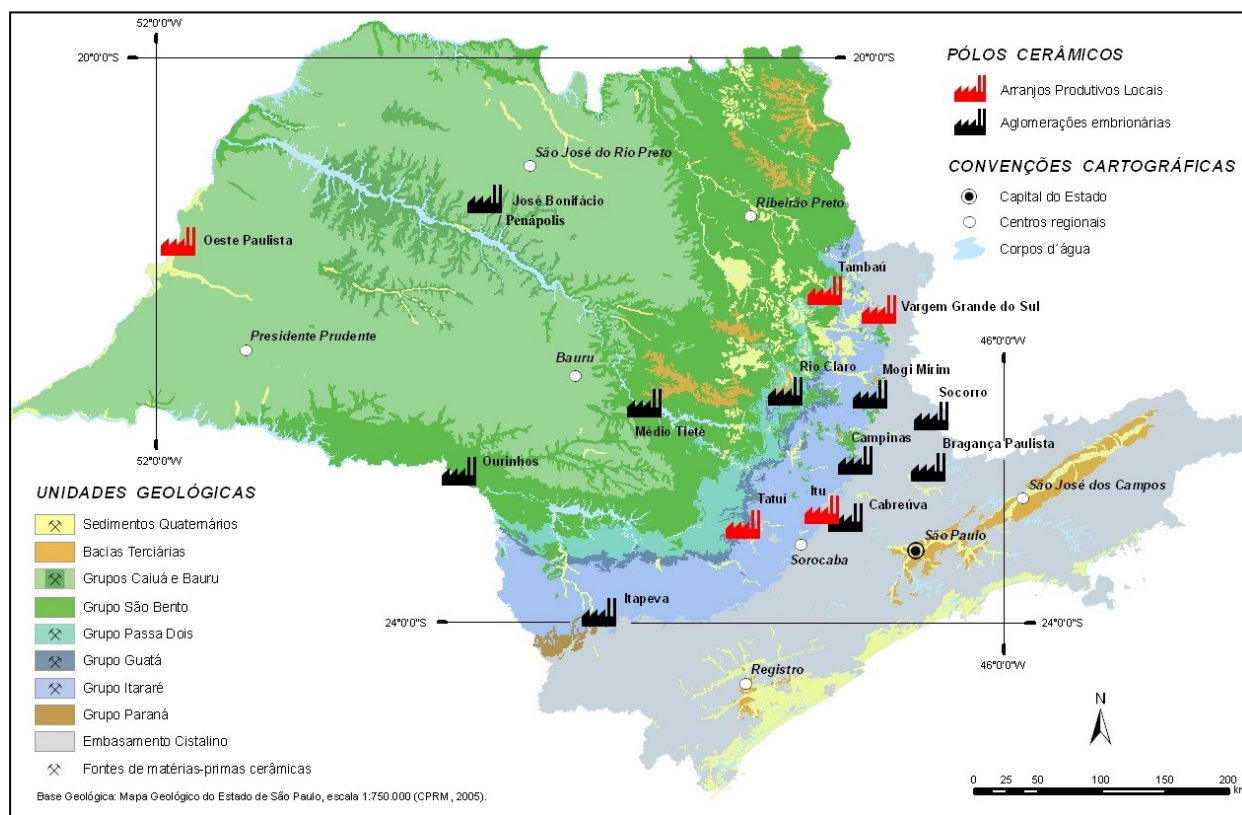 52°0'0"W
20°0'0"S
20°0'0"S
PÓLOS CERÂMICOS
Arranjos Produtivos Locais
Aglomerações embrionárias
CONVENÇÕES CARTOGRÁFICAS
Capital do Estado
Centros regionais
Corpos d´água
São José do Rio Preto
José Bonifácio
/ Penápolis
Ribeirão Preto
Oeste Paulista
Tambaú
Vargem Grande do Sul
Presidente Prudente
Bauru
46°0'0"W
Rio Claro
Mogi Mirim
Socorro
Médio Tietê
Campinas
Bragança Paulista
52°0'0"W
Ourinhos
São José dos Campos
Tatuí
Itu
Cabreúva
São Paulo
Sorocaba
Itapeva
24°0'0"S
24°0'0"S
46°0'0"W
Registro
UNIDADES GEOLÓGICAS
Sedimentos Quaternários
Bacias Terciárias
Grupos Caiuá e Bauru
Grupo São Bento
Grupo Passa Dois
Grupo Guatá
Grupo Itararé
Grupo Paraná
Embasamento Cistalino
Fontes de matérias-primas cerâmicas
Base Geológica: Mapa Geológico do Estado de São Paulo, escala 1:750.000 (CPRM, 2005).
N
0 25 50 100 150 200
km